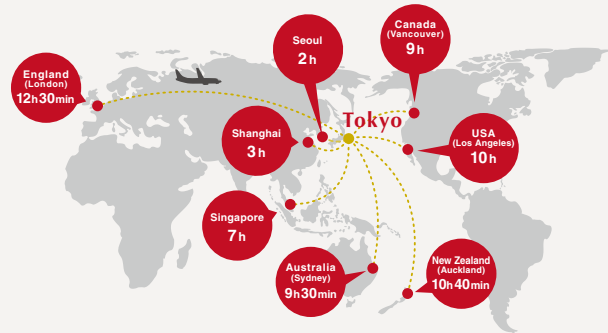 Canada
(Vancouver)
9h
Seoul
2h
England
(London)
12h30min
Tokyo
Shanghai
3h
USA
(Los Angeles)
10h
Singapore
7h
Australia
(Sydney)
9h30min
New Zealand
(Auckland)
10h40min